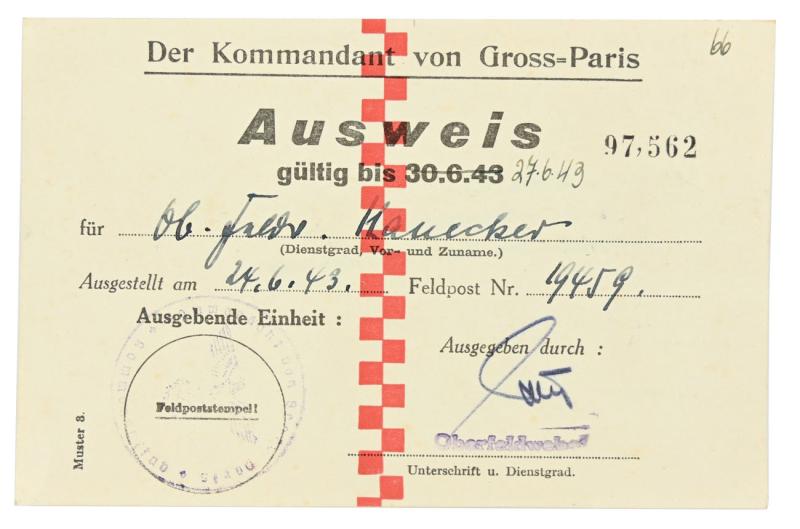 66
Der Kommandant von Gross=Paris
Ausweis
97,562
gültig bis 30.6.43 27.6.43
für Ob. Feldw. Hanecker
(Dienstgrad, Vor- und Zuname.)
Ausgestellt am 24.6.43. Feldpost Nr. 19459.
Ausgebende Einheit :
Ausgegeben durch :
Feldpoststempel!
Oberfeldwebel
Muster 3.
Unterschrift u. Dienstgrad.